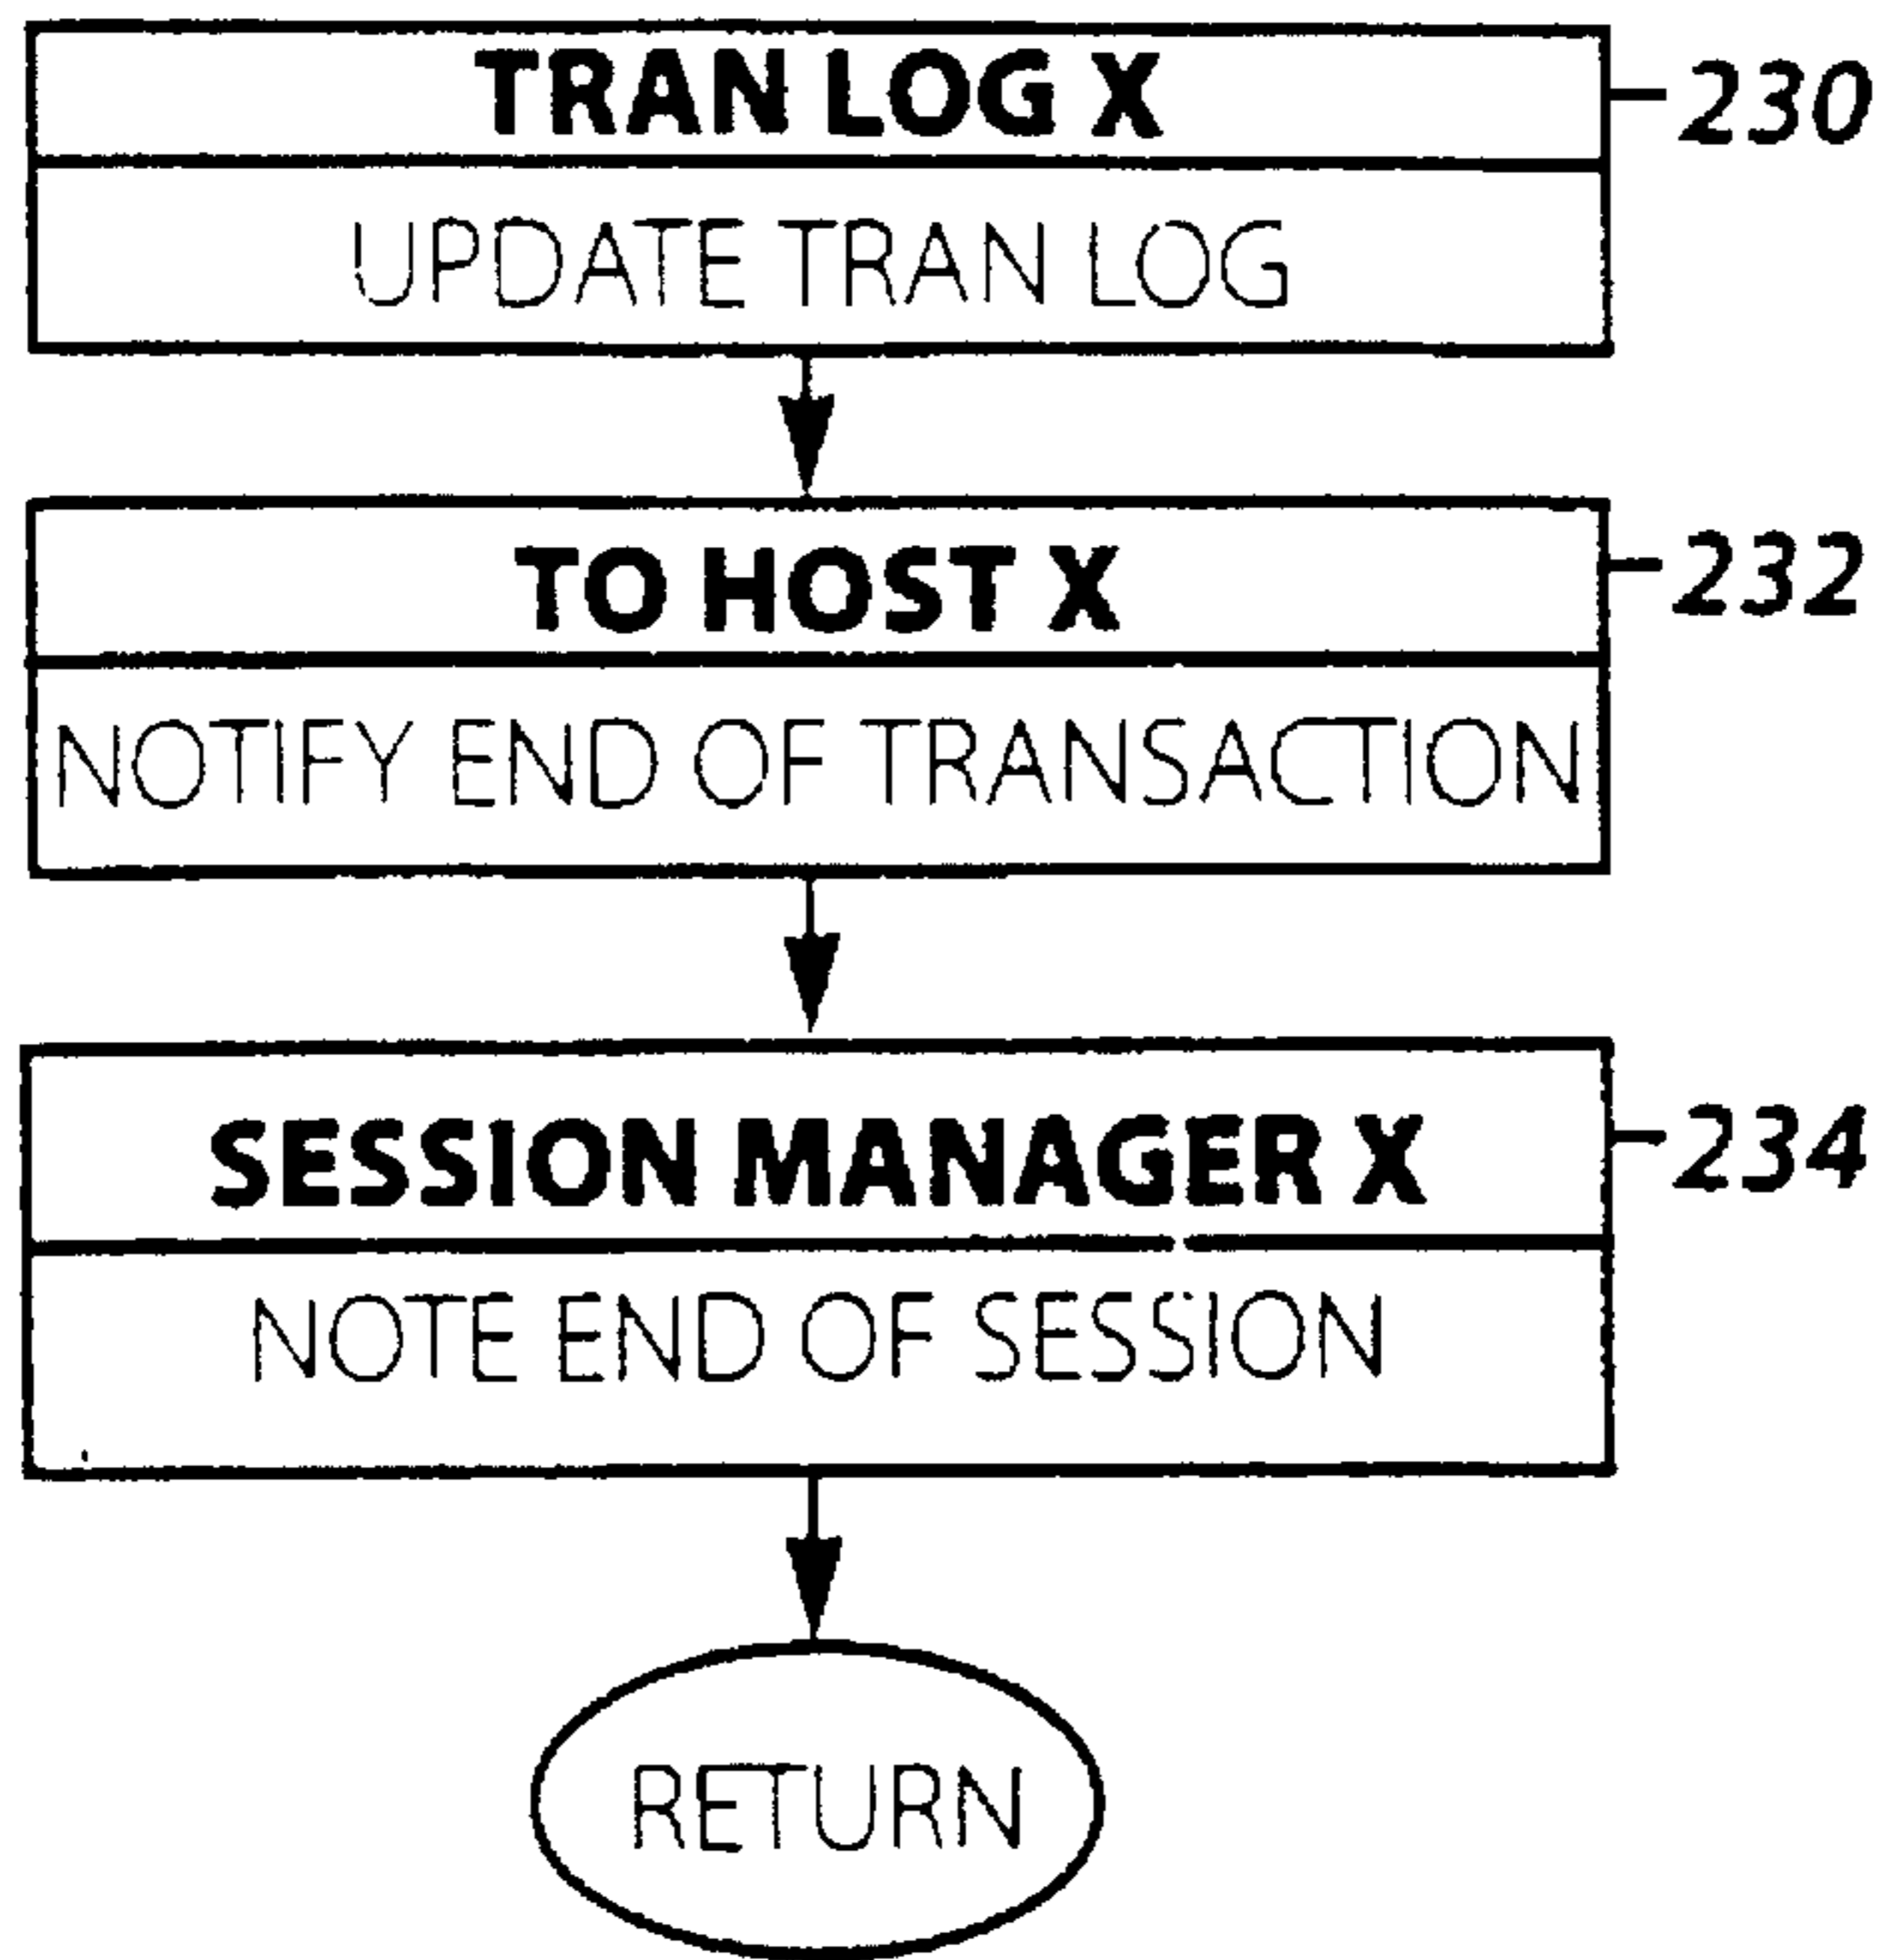 TRAN LOG X
230
UPDATE TRAN LOG
TO HOST X
232
NOTIFY END OF TRANSACTION
SESSION MANAGER X
234
NOTE END OF SESSION
RETURN